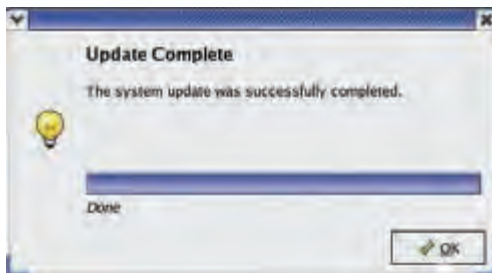 Update Complete
The system update was successfully completed.
Done
OK